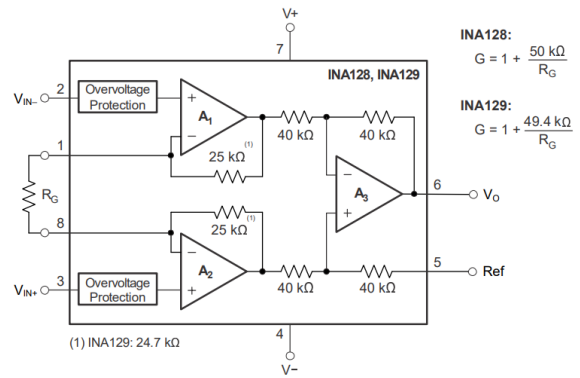 V+
7
INA128:
G = 1 + 50 kΩ
RG
INA128, INA129
2
VIN–
Overvoltage
Protection
+
A1
–
40 kΩ
40 kΩ
INA129:
G = 1 + 49.4 kΩ
RG
1
(1)
25 kΩ
RG
–
A3
+
6
VO
8
(1)
25 kΩ
–
A2
+
5
Ref
3
VIN+
Overvoltage
Protection
40 kΩ
40 kΩ
(1) INA129: 24.7 kΩ
4
V–